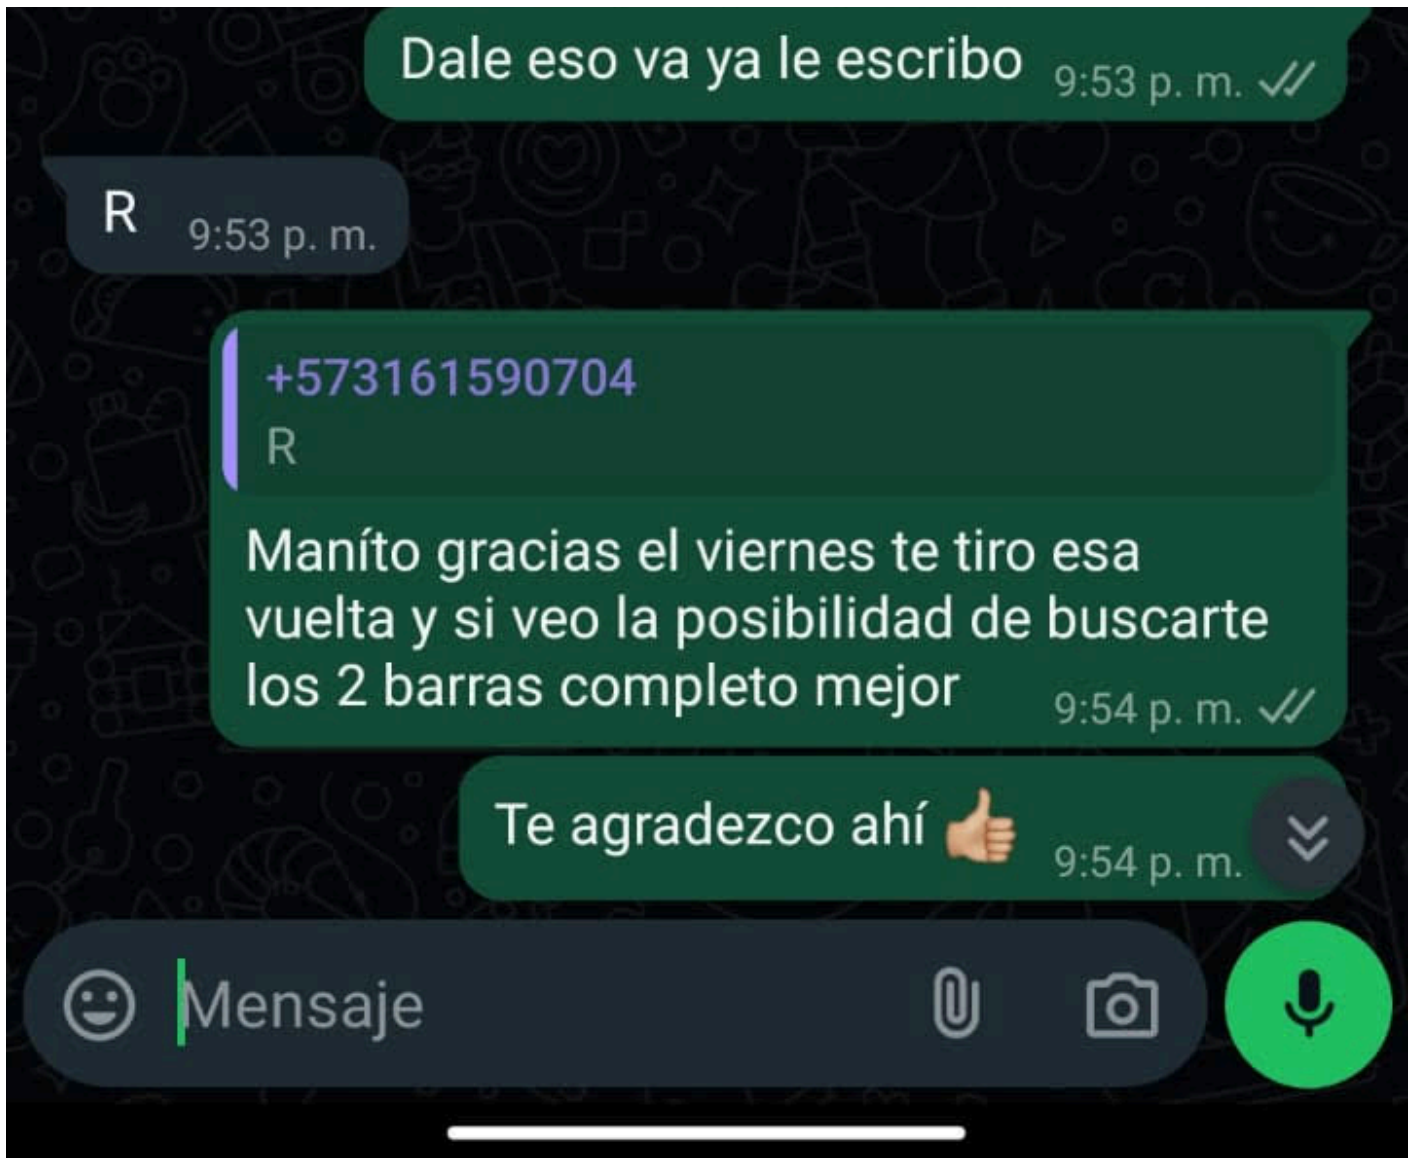 Dale eso va ya le escribo 9:53 p. m.
R 9:53 p. m.
+573161590704
R
Maníto gracias el viernes te tiro esa
vuelta y si veo la posibilidad de buscarte
los 2 barras completo mejor 9:54 p. m.
Te agradezco ahí 👍🏼 9:54 p. m.
Mensaje